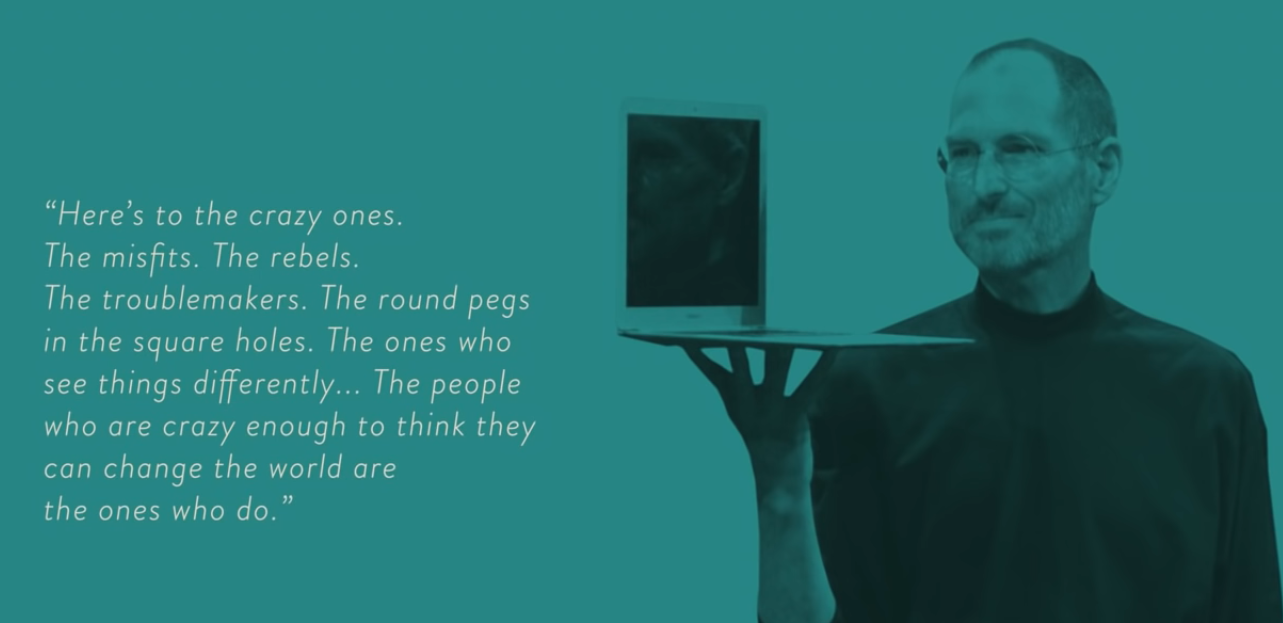 “Here’s to the crazy ones.
The misfits. The rebels.
The troublemakers. The round pegs
in the square holes. The ones who
see things differently... The people
who are crazy enough to think they
can change the world are
the ones who do.”